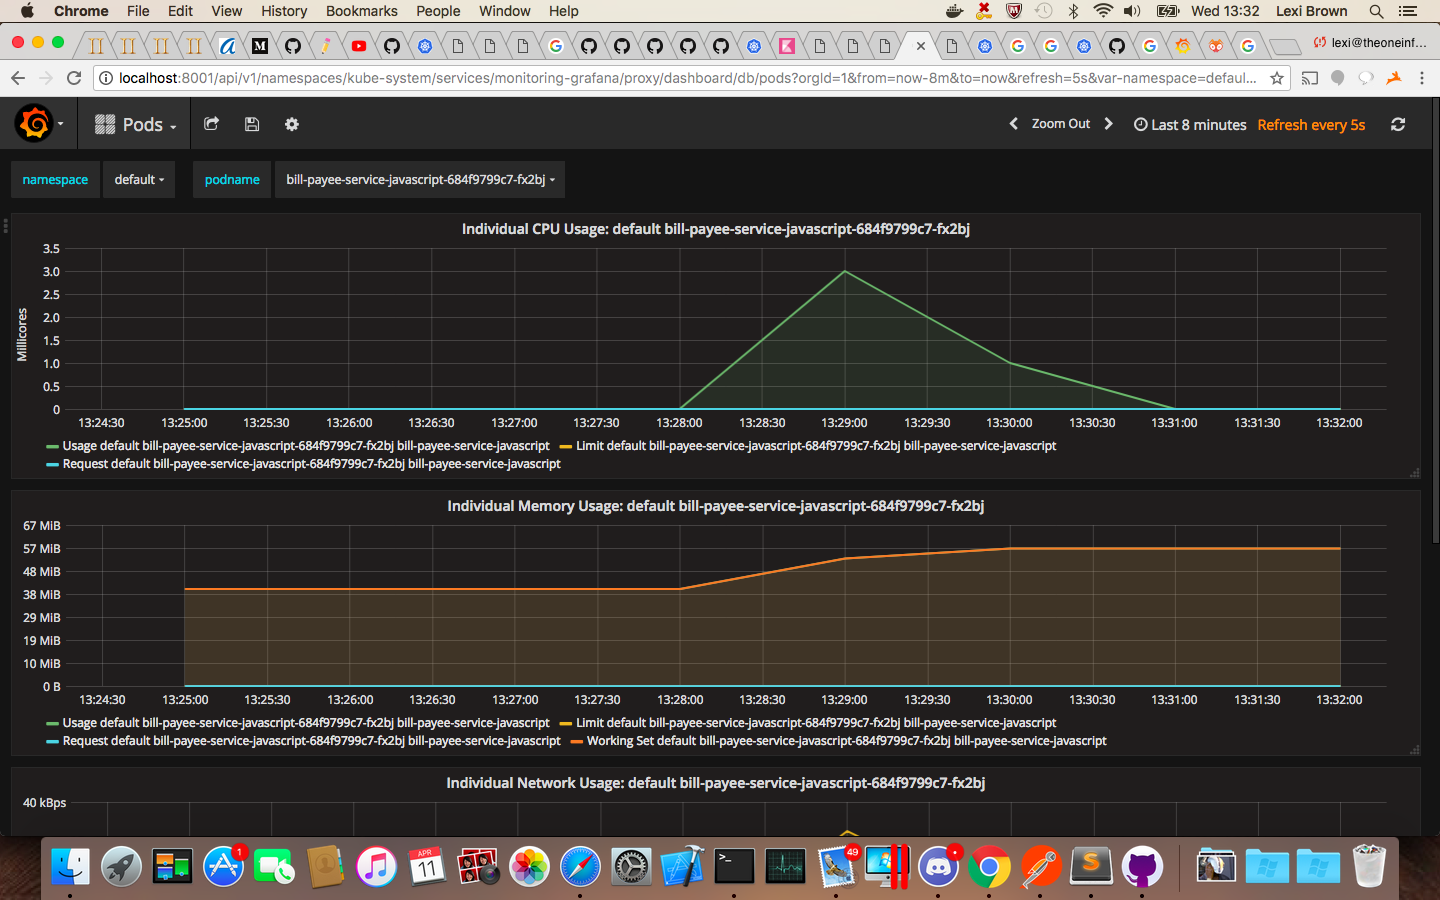 Chrome File Edit View History Bookmarks People Window Help Wed 13:32 Lexi Brown
lexi@theoneinf...
localhost:8001/api/v1/namespaces/kube-system/services/monitoring-grafana/proxy/dashboard/db/pods?orgId=1&from=now-8m&to=now&refresh=5s&var-namespace=defaul...
Pods Zoom Out Last 8 minutes Refresh every 5s
namespace default podname bill-payee-service-javascript-684f9799c7-fx2bj
Individual CPU Usage: default bill-payee-service-javascript-684f9799c7-fx2bj
Millicores
3.5
3.0
2.5
2.0
1.5
1.0
0.5
0
13:24:30 13:25:00 13:25:30 13:26:00 13:26:30 13:27:00 13:27:30 13:28:00 13:28:30 13:29:00 13:29:30 13:30:00 13:30:30 13:31:00 13:31:30 13:32:00
Usage default bill-payee-service-javascript-684f9799c7-fx2bj bill-payee-service-javascript Limit default bill-payee-service-javascript-684f9799c7-fx2bj bill-payee-service-javascript
Request default bill-payee-service-javascript-684f9799c7-fx2bj bill-payee-service-javascript
Individual Memory Usage: default bill-payee-service-javascript-684f9799c7-fx2bj
67 MiB
57 MiB
48 MiB
38 MiB
29 MiB
19 MiB
10 MiB
0 B
13:24:30 13:25:00 13:25:30 13:26:00 13:26:30 13:27:00 13:27:30 13:28:00 13:28:30 13:29:00 13:29:30 13:30:00 13:30:30 13:31:00 13:31:30 13:32:00
Usage default bill-payee-service-javascript-684f9799c7-fx2bj bill-payee-service-javascript Limit default bill-payee-service-javascript-684f9799c7-fx2bj bill-payee-service-javascript
Request default bill-payee-service-javascript-684f9799c7-fx2bj bill-payee-service-javascript Working Set default bill-payee-service-javascript-684f9799c7-fx2bj bill-payee-service-javascript
Individual Network Usage: default bill-payee-service-javascript-684f9799c7-fx2bj
40 kBps
1
APR
11
49